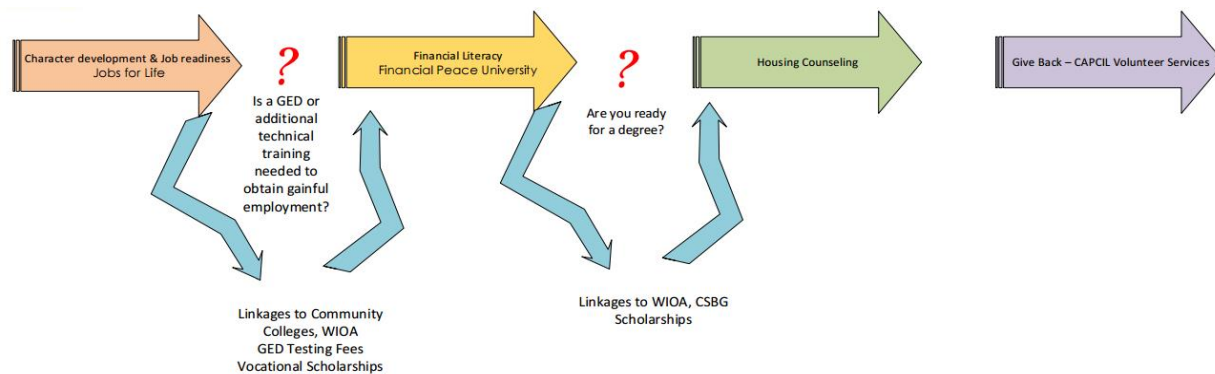 Character development & Job readiness
Jobs for Life
?
Is a GED or
additional
technical
training
needed to
obtain gainful
employment?
Linkages to Community
Colleges, WIOA
GED Testing Fees
Vocational Scholarships
Financial Literacy
Financial Peace University
?
Are you ready
for a degree?
Linkages to WIOA, CSBG
Scholarships
Housing Counseling
Give Back – CAPCIL Volunteer Services